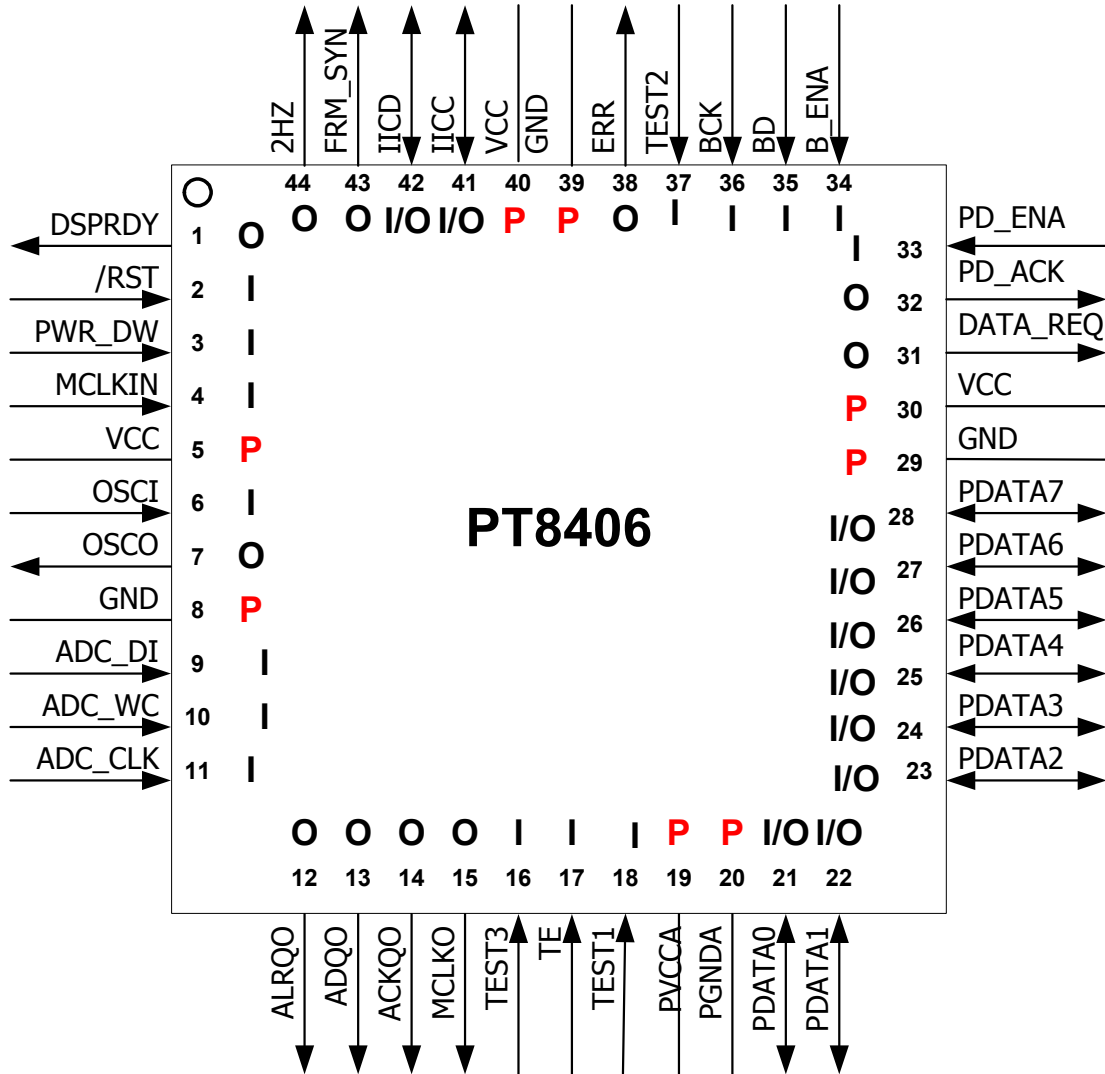 2HZ
FRM_SYN
IICD
IICC
VCC
GND
ERR
TEST2
BCK
BD
B_ENA
44 43 42 41 40 39 38 37 36 35 34
O O I/O I/O P P O I I I I
DSPRDY 1 O
/RST 2 I
PWR_DW 3 I
MCLKIN 4 I
VCC 5 P
OSCI 6 I
OSCO 7 O
GND 8 P
ADC_DI 9 I
ADC_WC 10 I
ADC_CLK 11 I
PT8406
I 33 PD_ENA
O 32 PD_ACK
O 31 DATA_REQ
P 30 VCC
P 29 GND
I/O 28 PDATA7
I/O 27 PDATA6
I/O 26 PDATA5
I/O 25 PDATA4
I/O 24 PDATA3
I/O 23 PDATA2
O O O O I I I P P I/O I/O
12 13 14 15 16 17 18 19 20 21 22
ALRQO
ADQO
ACKQO
MCLKO
TEST3
TE
TEST1
PVCCA
PGNDA
PDATA0
PDATA1